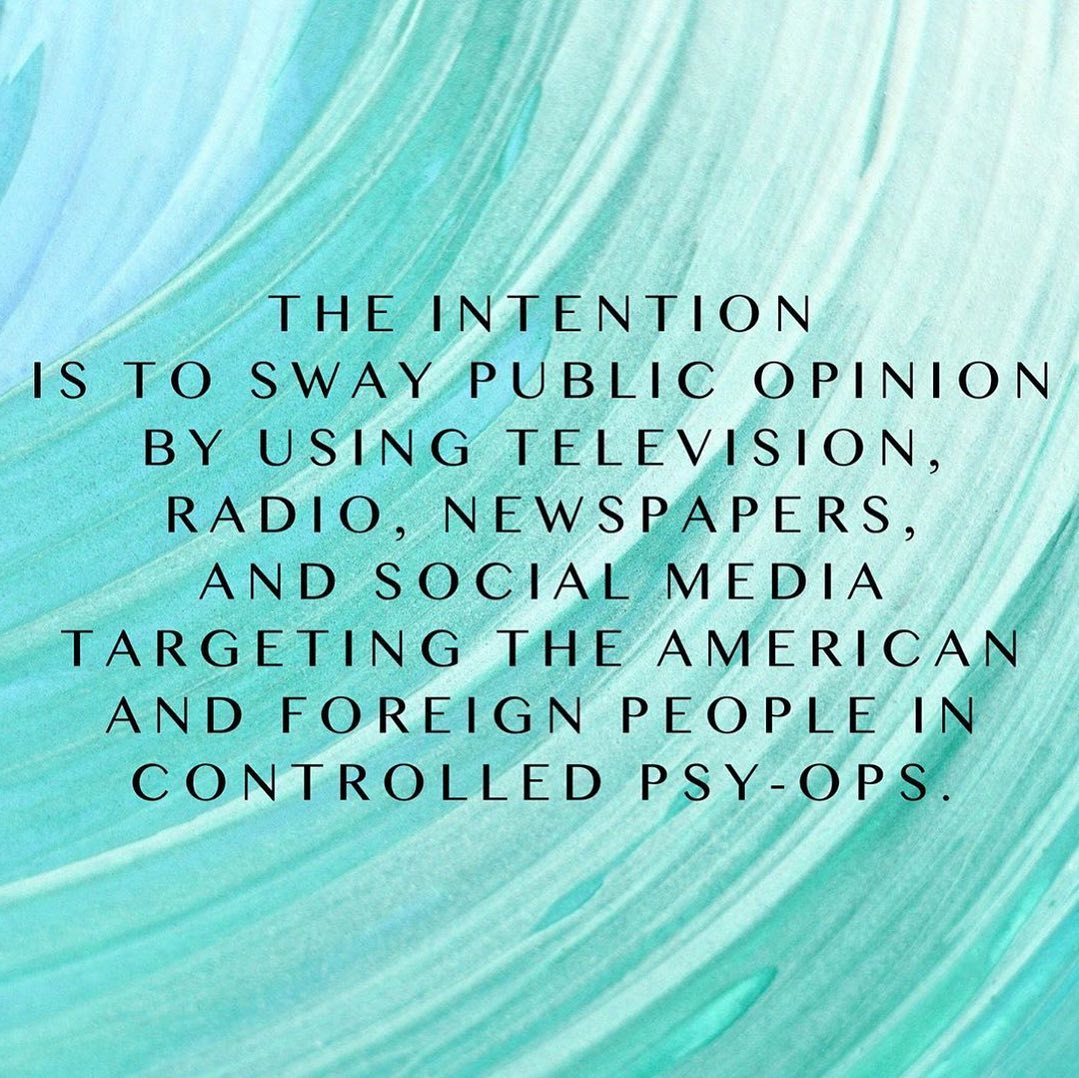 THE INTENTION
IS TO SWAY PUBLIC OPINION
BY USING TELEVISION,
RADIO, NEWSPAPERS,
AND SOCIAL MEDIA
TARGETING THE AMERICAN
AND FOREIGN PEOPLE IN
CONTROLLED PSY-OPS.